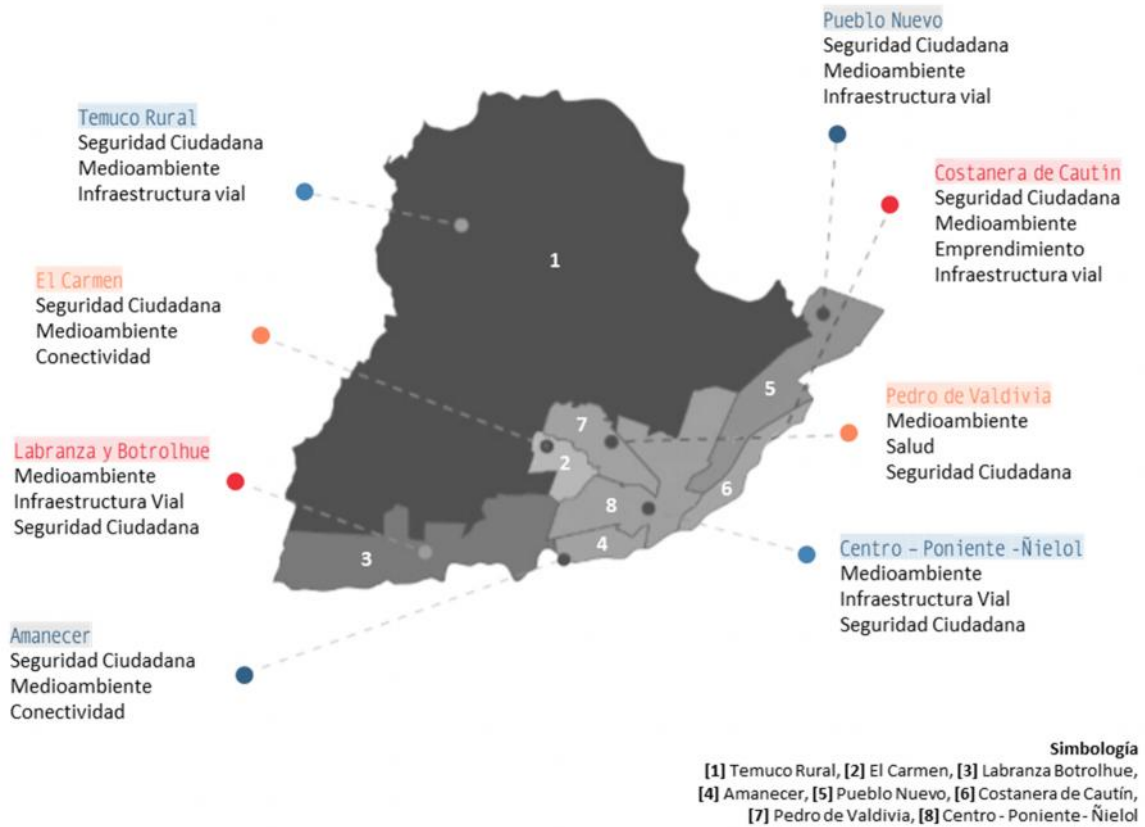 Pueblo Nuevo
Seguridad Ciudadana
Medioambiente
Infraestructura vial
Temuco Rural
Seguridad Ciudadana
Medioambiente
Infraestructura vial
Costanera de Cautín
Seguridad Ciudadana
Medioambiente
Emprendimiento
Infraestructura vial
El Carmen
Seguridad Ciudadana
Medioambiente
Conectividad
Pedro de Valdivia
Medioambiente
Salud
Seguridad Ciudadana
Labranza y Botrolhue
Medioambiente
Infraestructura Vial
Seguridad Ciudadana
Centro – Poniente -Ñielol
Medioambiente
Infraestructura Vial
Seguridad Ciudadana
Amanecer
Seguridad Ciudadana
Medioambiente
Conectividad
1
5
7
2
6
8
4
3
Simbología
[1] Temuco Rural, [2] El Carmen, [3] Labranza Botrolhue,
[4] Amanecer, [5] Pueblo Nuevo, [6] Costanera de Cautín,
[7] Pedro de Valdivia, [8] Centro - Poniente - Ñielol